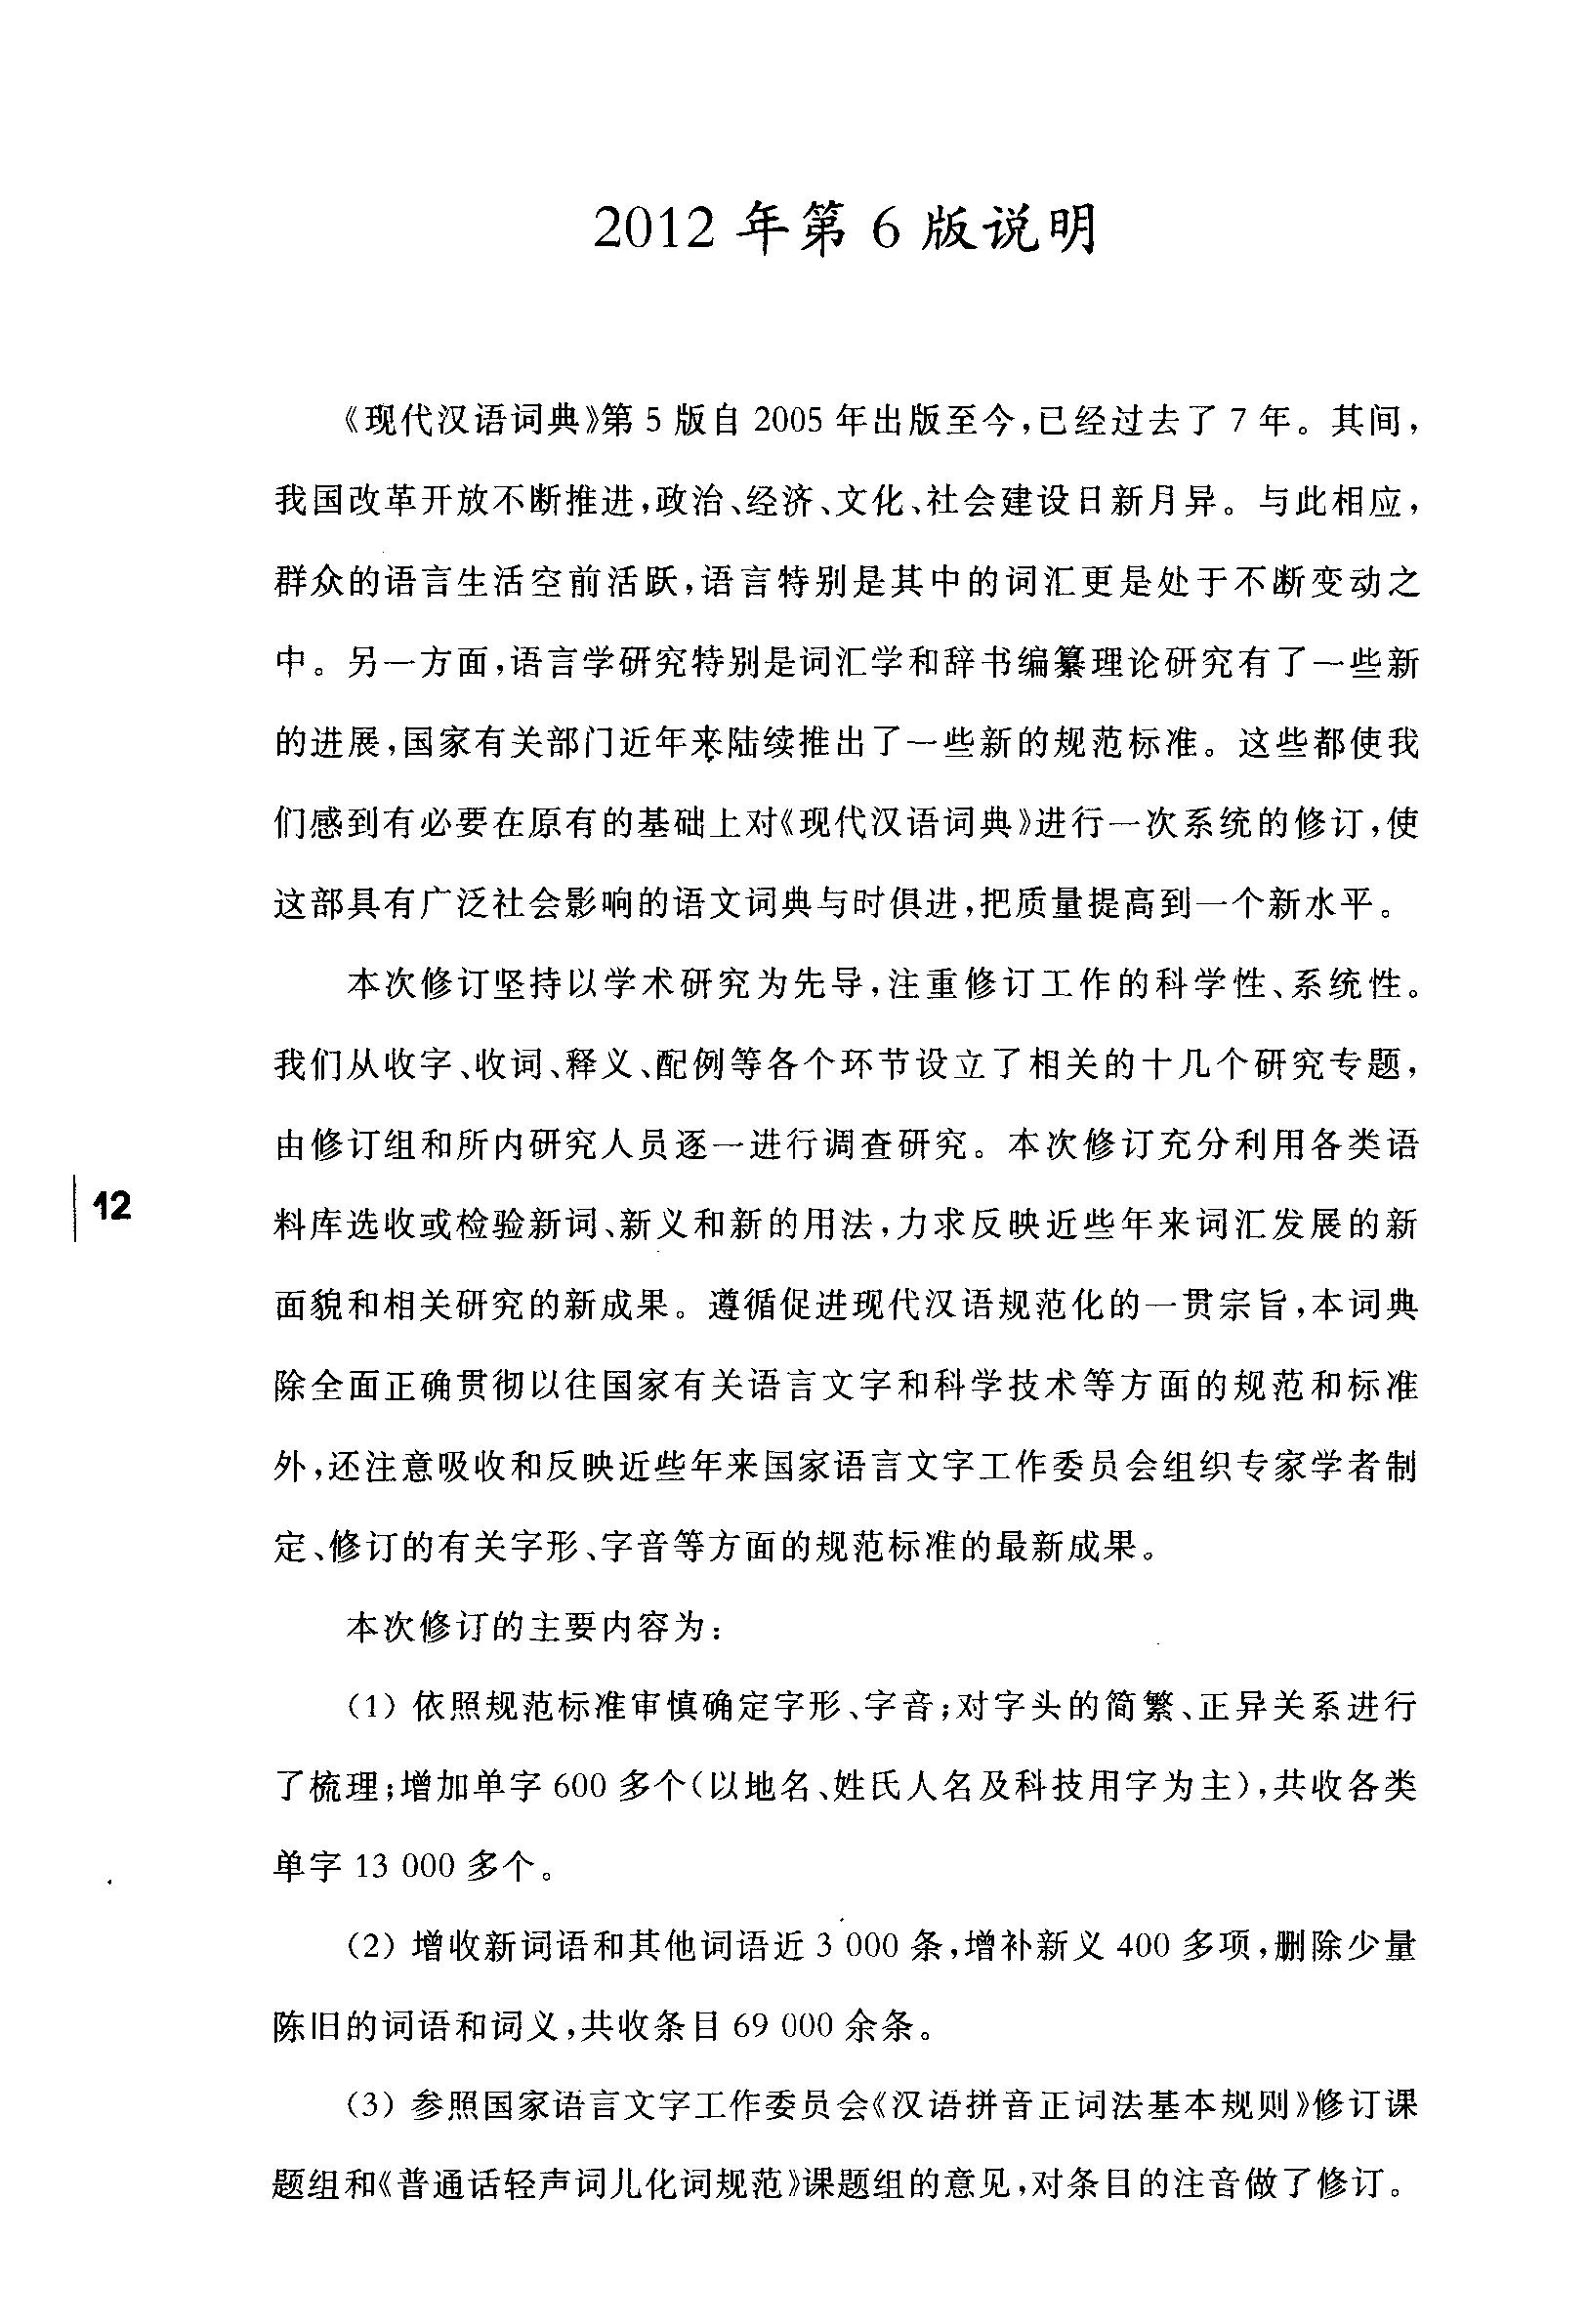 2012 年第 6 版说明
《现代汉语词典》第 5 版自 2005 年出版至今,已经过去了 7 年。其间,
我国改革开放不断推进,政治、经济、文化、社会建设日新月异。与此相应,
群众的语言生活空前活跃,语言特别是其中的词汇更是处于不断变动之
中。另一方面,语言学研究特别是词汇学和辞书编纂理论研究有了一些新
的进展,国家有关部门近年来陆续推出了一些新的规范标准。这些都使我
们感到有必要在原有的基础上对《现代汉语词典》进行一次系统的修订,使
这部具有广泛社会影响的语文词典与时俱进,把质量提高到一个新水平。
本次修订坚持以学术研究为先导,注重修订工作的科学性、系统性。
我们从收字、收词、释义、配例等各个环节设立了相关的十几个研究专题,
由修订组和所内研究人员逐一进行调查研究。本次修订充分利用各类语
料库选收或检验新词、新义和新的用法,力求反映近些年来词汇发展的新
面貌和相关研究的新成果。遵循促进现代汉语规范化的一贯宗旨,本词典
除全面正确贯彻以往国家有关语言文字和科学技术等方面的规范和标准
外,还注意吸收和反映近些年来国家语言文字工作委员会组织专家学者制
定、修订的有关字形、字音等方面的规范标准的最新成果。
本次修订的主要内容为:
(1) 依照规范标准审慎确定字形、字音;对字头的简繁、正异关系进行
了梳理;增加单字 600 多个(以地名、姓氏人名及科技用字为主),共收各类
单字 13 000 多个。
(2) 增收新词语和其他词语近 3 000 条,增补新义 400 多项,删除少量
陈旧的词语和词义,共收条目 69 000 余条。
(3) 参照国家语言文字工作委员会《汉语拼音正词法基本规则》修订课
题组和《普通话轻声词儿化词规范》课题组的意见,对条目的注音做了修订。
12